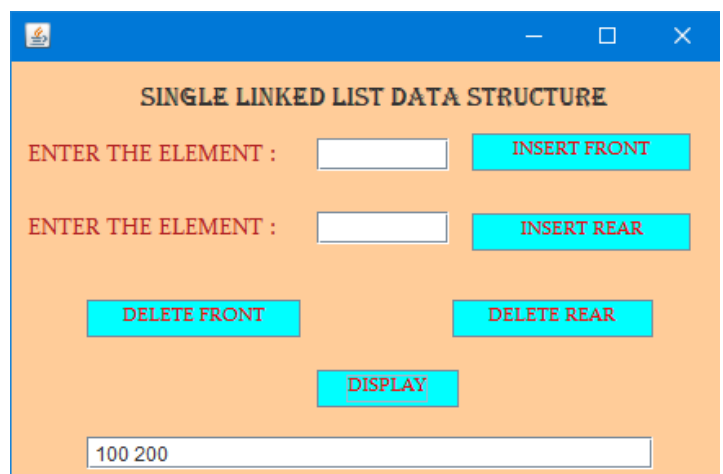 SINGLE LINKED LIST DATA STRUCTURE
ENTER THE ELEMENT :
INSERT FRONT
ENTER THE ELEMENT :
INSERT REAR
DELETE FRONT
DELETE REAR
DISPLAY
100 200